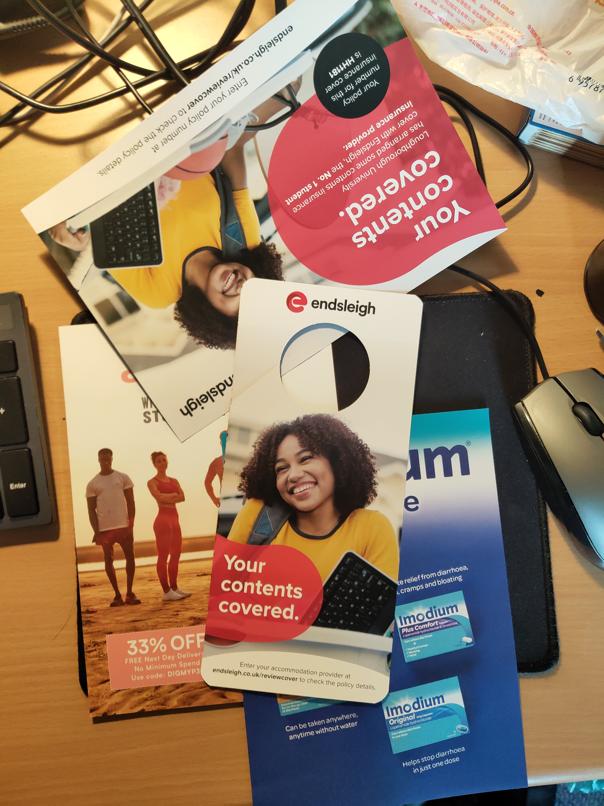 endsleigh.co.uk/reviewcover to check the policy details
Enter your policy number at
Your policy
number for this
insurance cover
is HH1181
Your
contents
covered.
Loughborough University
has arranged some contents insurance
cover with Endsleigh, the No. 1 student
insurance provider.
endsleigh
endsleigh
Your
contents
covered.
Enter your accommodation provider at
endsleigh.co.uk/reviewcover to check the policy details.
33% OFF
FREE Next Day Deliver
No Minimum Spend
Use code: DIGMYP3
um®
e
e relief from diarrhoea,
, cramps and bloating
Imodium
Plus Comfort
Imodium
Original
Can be taken anywhere,
anytime without water
Helps stop diarrhoea
in just one dose
Enter
+